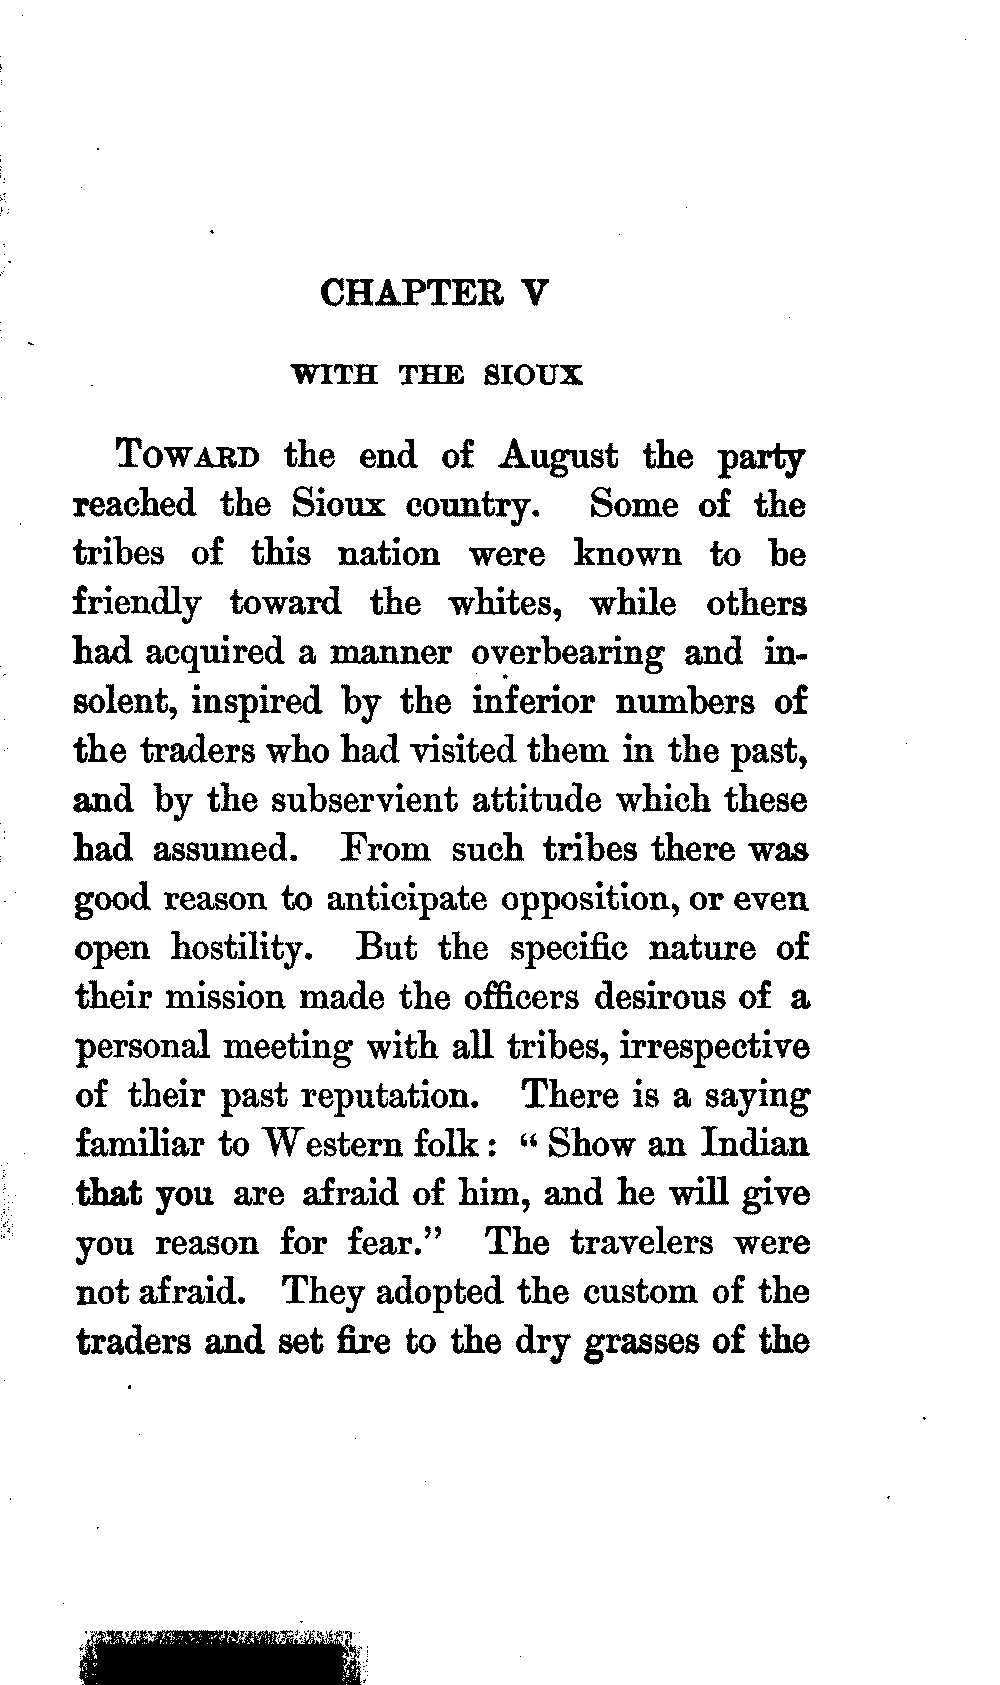 CHAPTER V
WITH THE SIOUX
TOWARD the end of August the party
reached the Sioux country. Some of the
tribes of this nation were known to be
friendly toward the whites, while others
had acquired a manner overbearing and in-
solent, inspired by the inferior numbers of
the traders who had visited them in the past,
and by the subservient attitude which these
had assumed. From such tribes there was
good reason to anticipate opposition, or even
open hostility. But the specific nature of
their mission made the officers desirous of a
personal meeting with all tribes, irrespective
of their past reputation. There is a saying
familiar to Western folk: “Show an Indian
that you are afraid of him, and he will give
you reason for fear.” The travelers were
not afraid. They adopted the custom of the
traders and set fire to the dry grasses of the